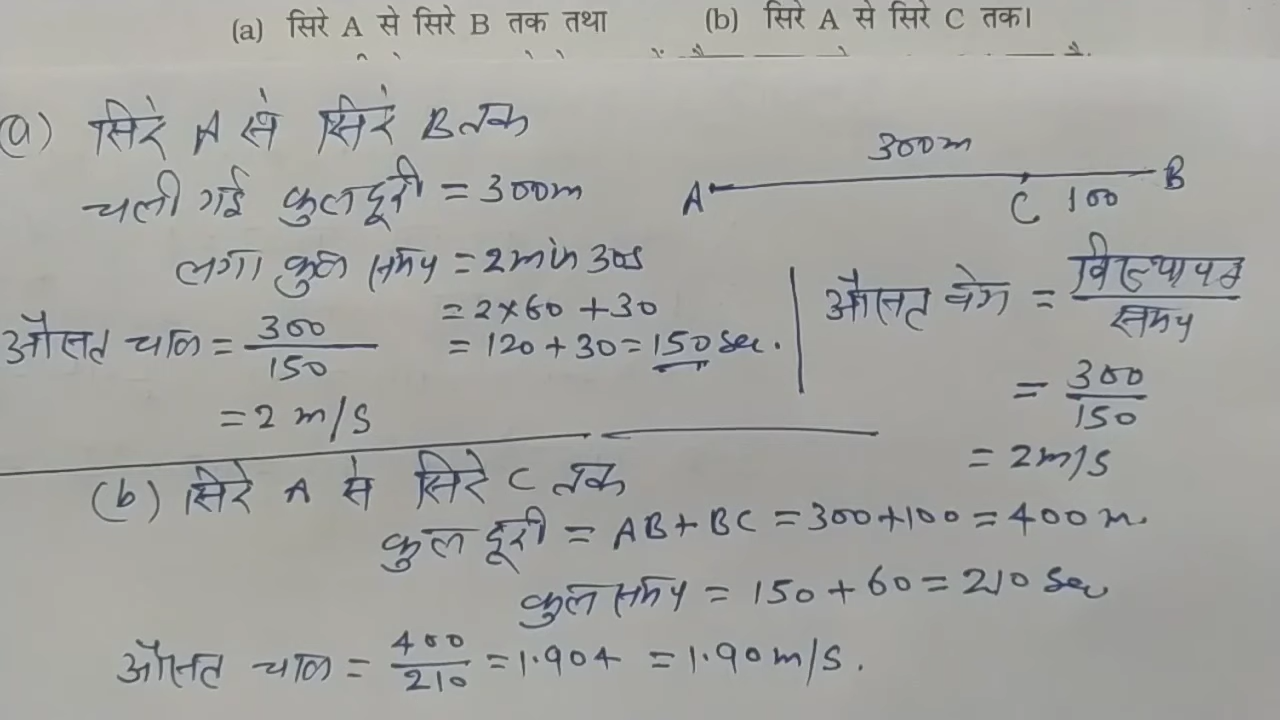 (a) सिरे A से सिरे B तक तथा (b) सिरे A से सिरे C तक।
(a) सिरे A से सिरे B तक
चली गई कुल दूरी = 300m
लगा कुल समय = 2min 30s
= 2×60 + 30
= 120 + 30 = 150 Sec.
औसत चाल = 300/150
= 2 m/s
300m
A B
C 100
औसत वेग = विस्थापन/समय
= 300/150
= 2m/s
(b) सिरे A से सिरे C तक
कुल दूरी = AB + BC = 300+100 = 400 m.
कुल समय = 150 + 60 = 210 Sec
औसत चाल = 400/210 = 1.904 = 1.90 m/s.